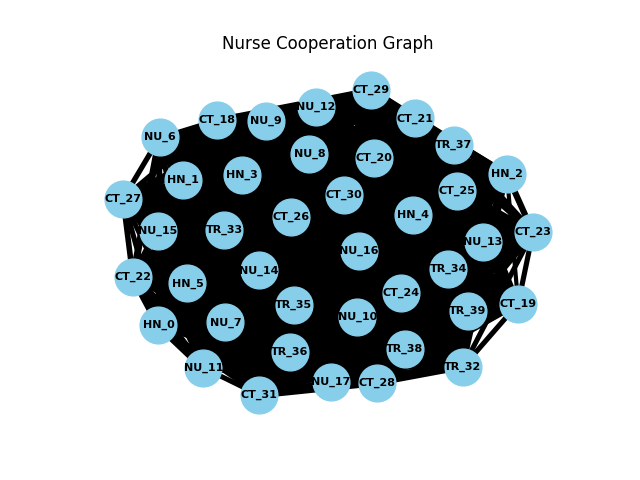 Nurse Cooperation Graph
CT_29
NU_12
CT_18
NU_9
CT_21
NU_6
TR_37
NU_8
CT_20
HN_2
HN_3
HN_1
CT_25
CT_30
CT_27
HN_4
CT_26
TR_33
NU_15
CT_23
NU_13
NU_16
TR_34
NU_14
CT_22
HN_5
CT_24
CT_19
TR_35
TR_39
NU_10
NU_7
HN_0
TR_38
TR_36
TR_32
NU_11
NU_17
CT_28
CT_31